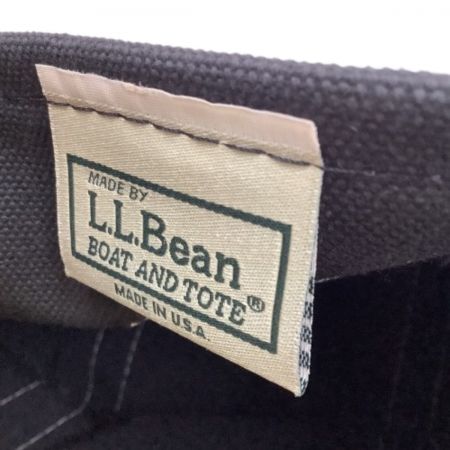 MADE BY
L.L.Bean
BOAT AND TOTE®
MADE IN U.S.A.